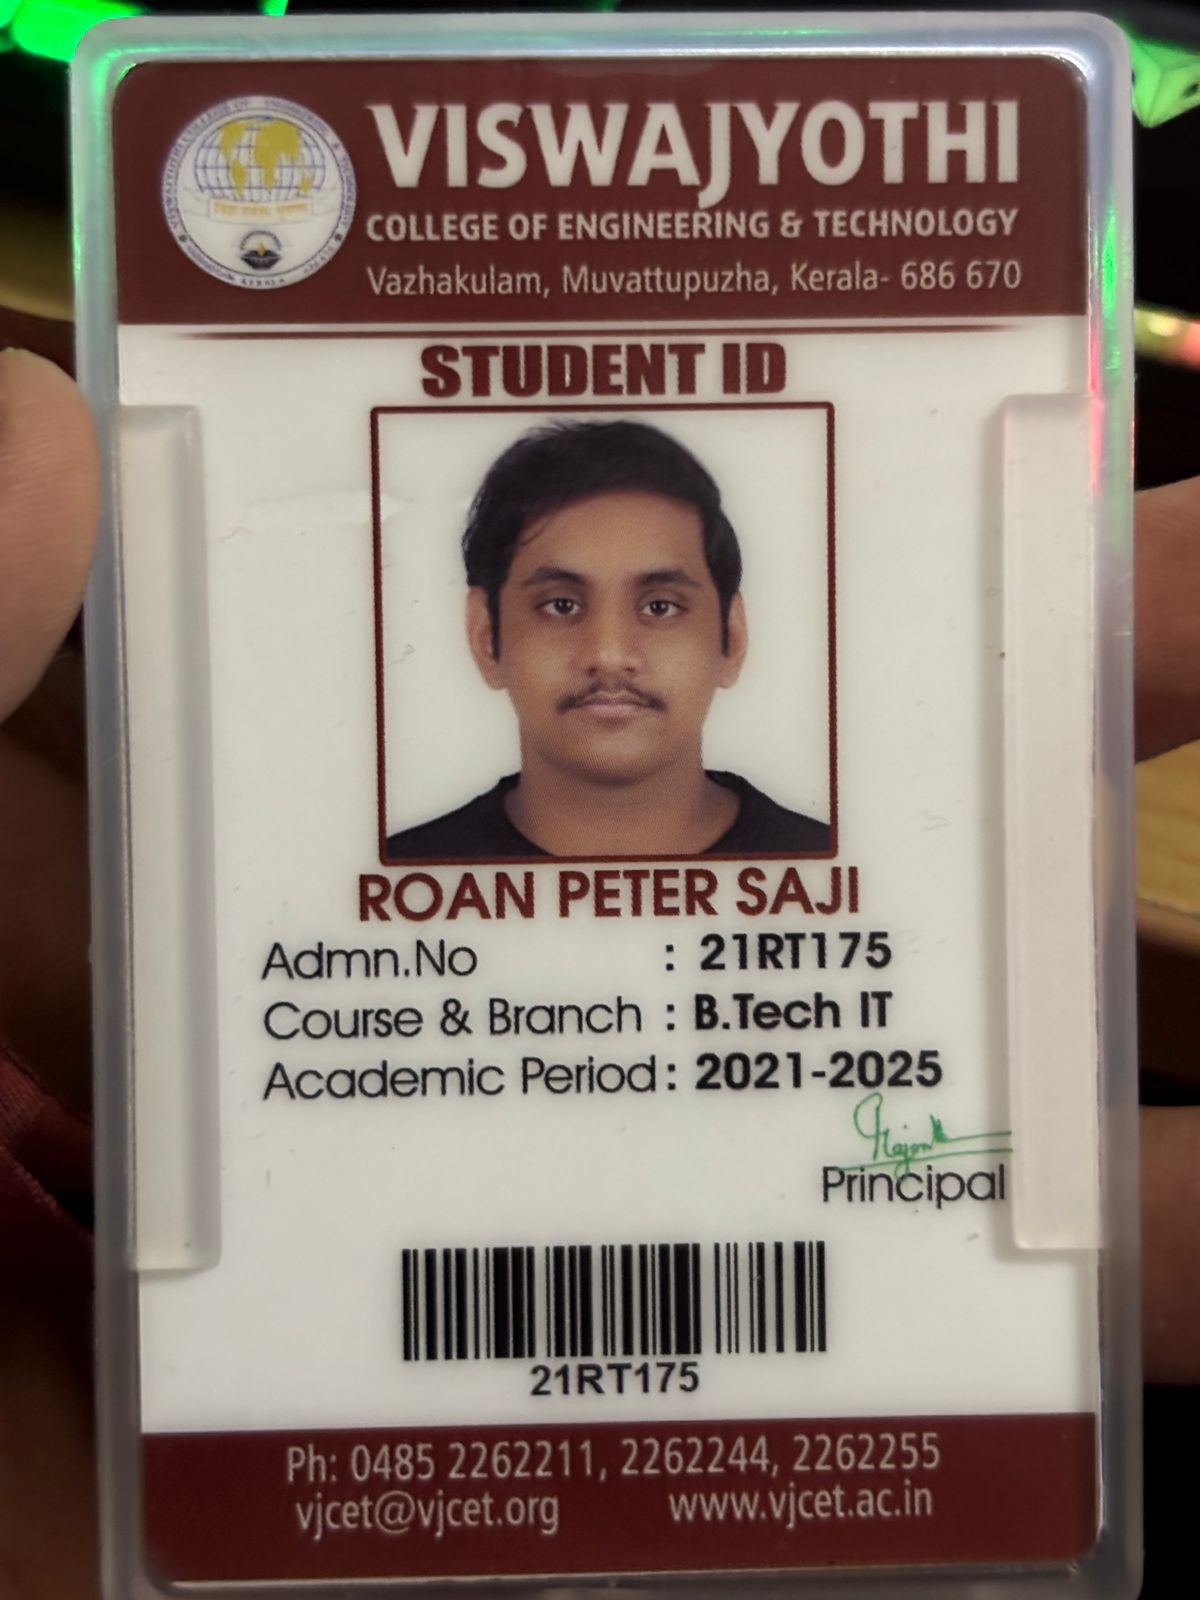 VISWAJYOTHI
COLLEGE OF ENGINEERING & TECHNOLOGY
Vazhakulam, Muvattupuzha, Kerala- 686 670
STUDENT ID
ROAN PETER SAJI
Admn.No : 21RT175
Course & Branch : B.Tech IT
Academic Period : 2021-2025
Principal
21RT175
Ph: 0485 2262211, 2262244, 2262255
vjcet@vjcet.org www.vjcet.ac.in